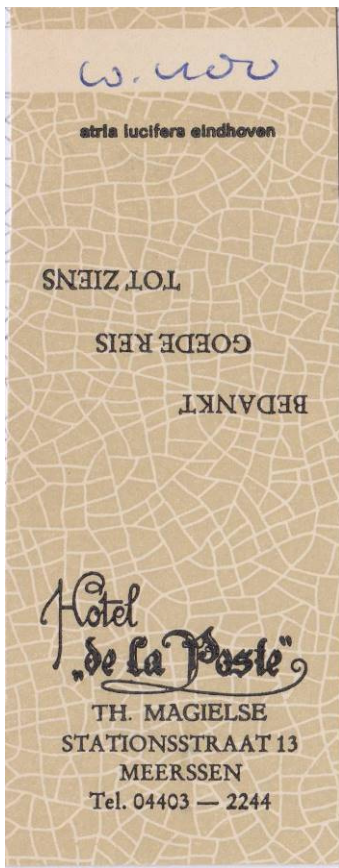 atria lucifers eindhoven
BEDANKT
GOEDE REIS
TOT ZIENS
Hotel
„de la Poste”
TH. MAGIELSE
STATIONSSTRAAT 13
MEERSSEN
Tel. 04403 — 2244